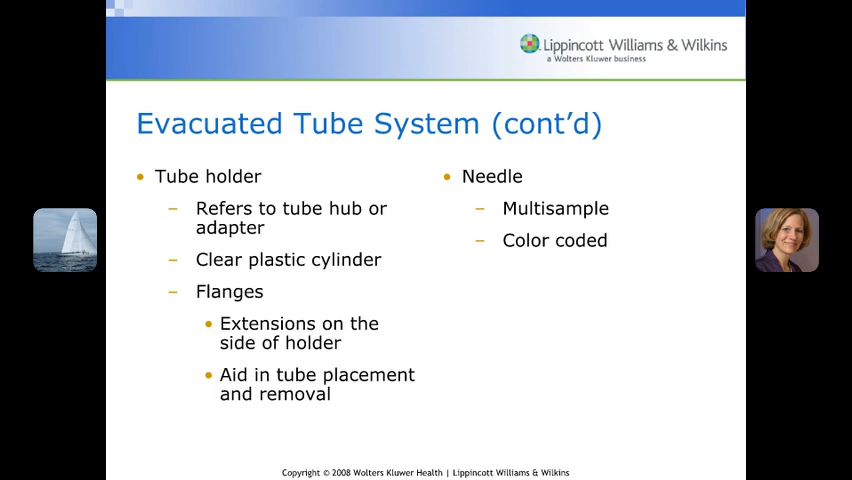 Lippincott Williams & Wilkins
a Wolters Kluwer business
Evacuated Tube System (cont’d)
• Tube holder
– Refers to tube hub or
adapter
– Clear plastic cylinder
– Flanges
• Extensions on the
side of holder
• Aid in tube placement
and removal
• Needle
– Multisample
– Color coded
Copyright © 2008 Wolters Kluwer Health | Lippincott Williams & Wilkins